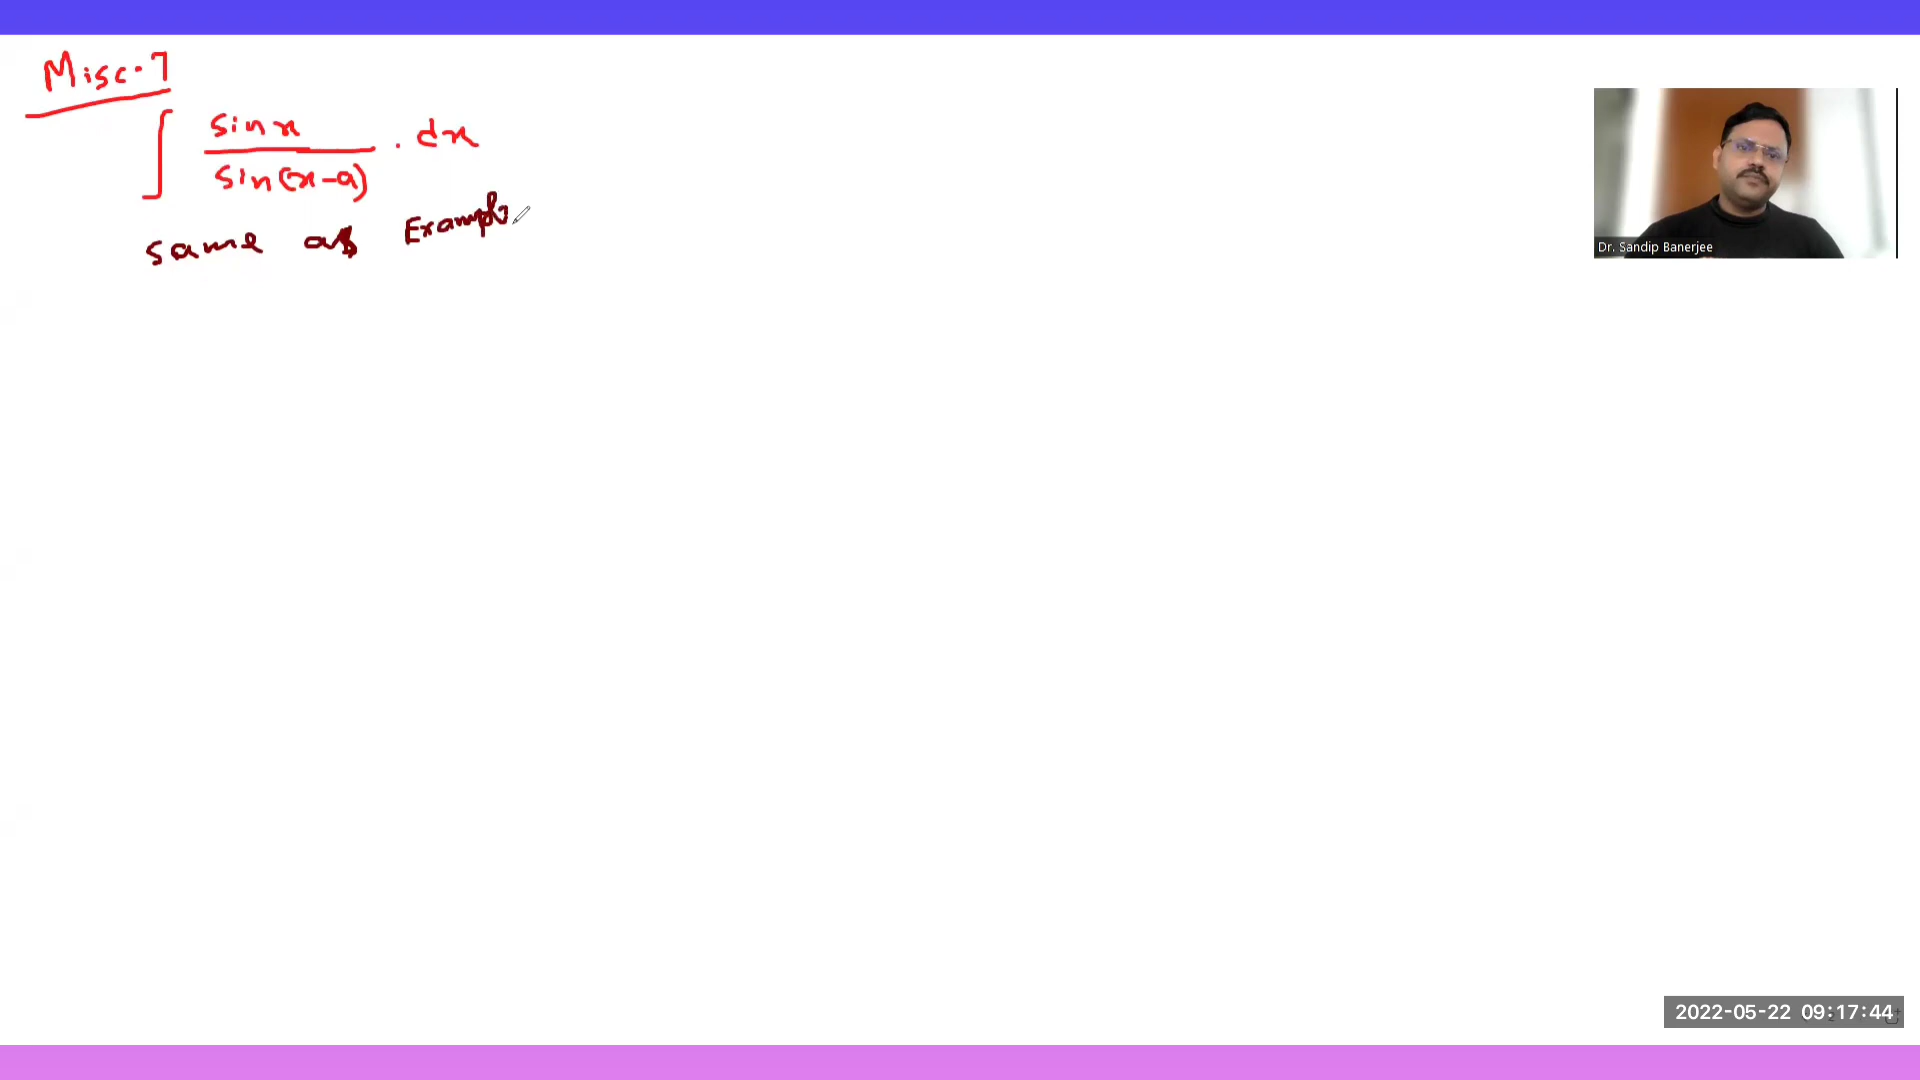 Misc. 7
∫ sin x / sin (x-a) . dx
same as Example
Dr. Sandip Banerjee
2022-05-22 09:17:44